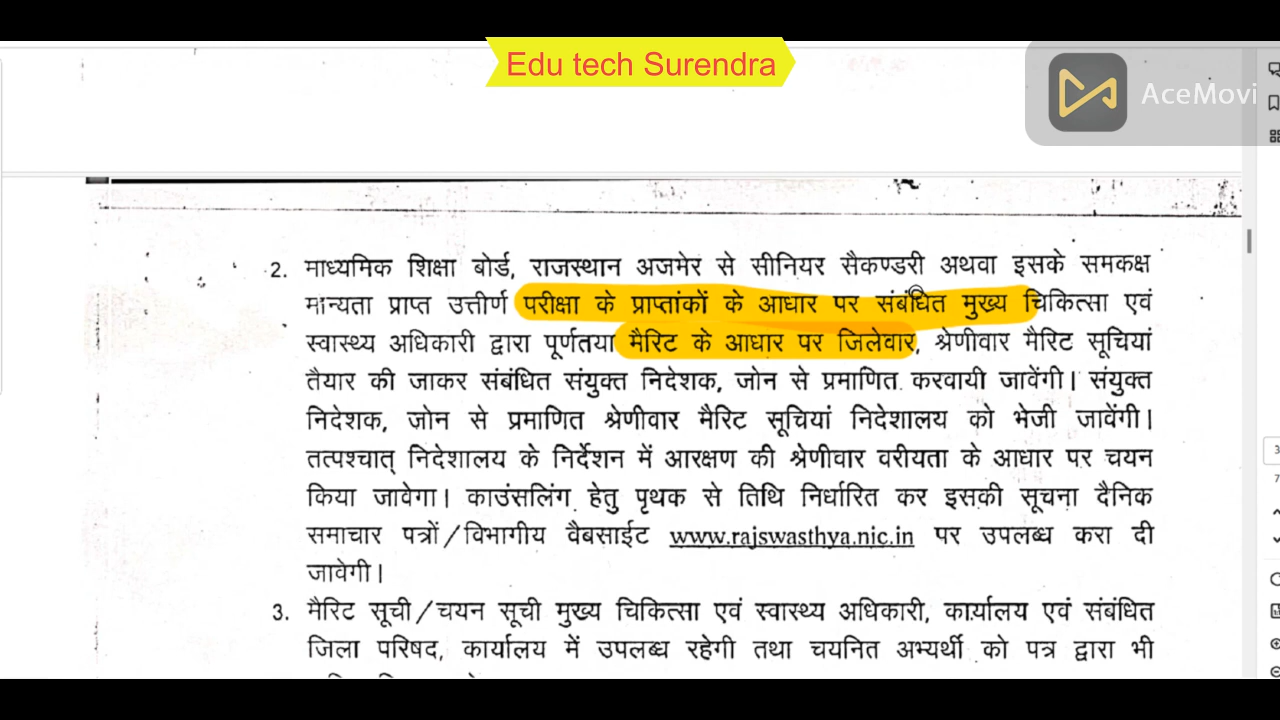 Edu tech Surendra
AceMovi
2. माध्यमिक शिक्षा बोर्ड, राजस्थान अजमेर से सीनियर सैकण्डरी अथवा इसके समकक्ष
मान्यता प्राप्त उत्तीर्ण परीक्षा के प्राप्तांकों के आधार पर संबंधित मुख्य चिकित्सा एवं
स्वास्थ्य अधिकारी द्वारा पूर्णतया मैरिट के आधार पर जिलेवार, श्रेणीवार मैरिट सूचियां
तैयार की जाकर संबंधित संयुक्त निदेशक, जोन से प्रमाणित करवायी जावेंगी। संयुक्त
निदेशक, जोन से प्रमाणित श्रेणीवार मैरिट सूचियां निदेशालय को भेजी जावेंगी।
तत्पश्चात् निदेशालय के निर्देशन में आरक्षण की श्रेणीवार वरीयता के आधार पर चयन
किया जावेगा। काउंसलिंग हेतु पृथक से तिथि निर्धारित कर इसकी सूचना दैनिक
समाचार पत्रों/विभागीय वैबसाईट www.rajswasthya.nic.in पर उपलब्ध करा दी
जावेगी।
3. मैरिट सूची/चयन सूची मुख्य चिकित्सा एवं स्वास्थ्य अधिकारी, कार्यालय एवं संबंधित
जिला परिषद, कार्यालय में उपलब्ध रहेगी तथा चयनित अभ्यर्थी को पत्र द्वारा भी